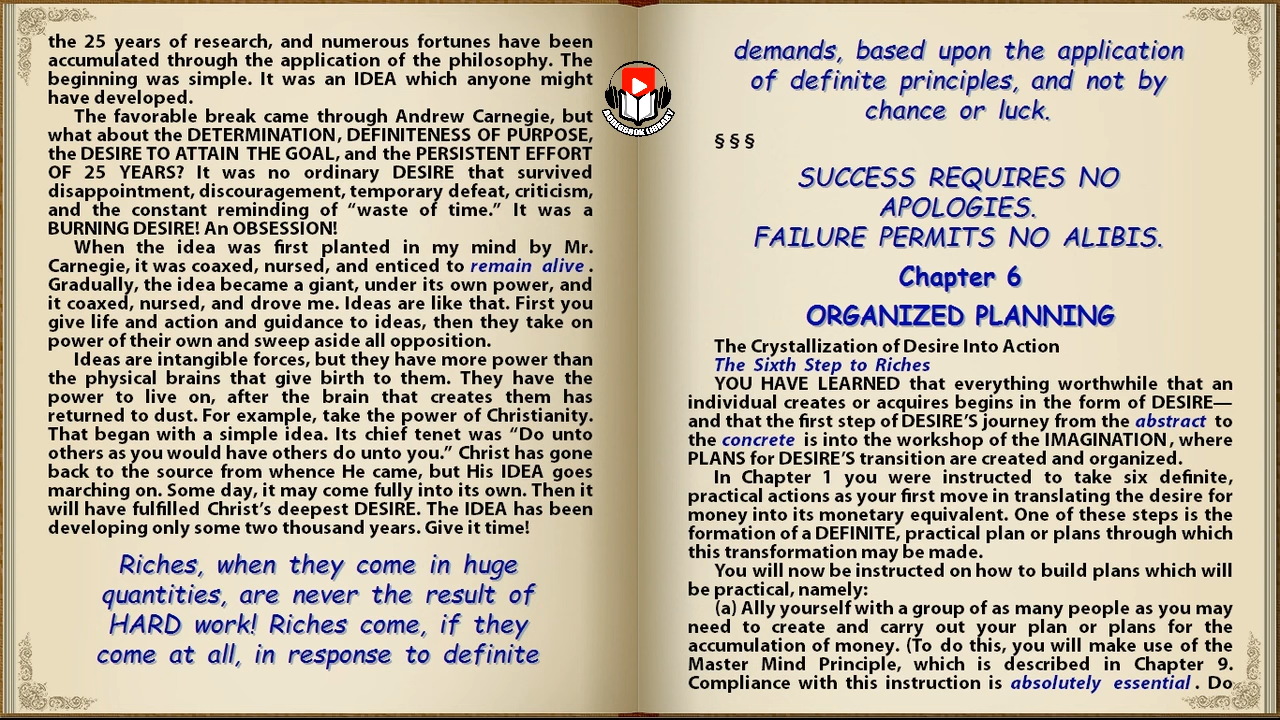 the 25 years of research, and numerous fortunes have been
accumulated through the application of the philosophy. The
beginning was simple. It was an IDEA which anyone might
have developed.
The favorable break came through Andrew Carnegie, but
what about the DETERMINATION, DEFINITENESS OF PURPOSE,
the DESIRE TO ATTAIN THE GOAL, and the PERSISTENT EFFORT
OF 25 YEARS? It was no ordinary DESIRE that survived
disappointment, discouragement, temporary defeat, criticism,
and the constant reminding of “waste of time.” It was a
BURNING DESIRE! An OBSESSION!
When the idea was first planted in my mind by Mr.
Carnegie, it was coaxed, nursed, and enticed to remain alive .
Gradually, the idea became a giant, under its own power, and
it coaxed, nursed, and drove me. Ideas are like that. First you
give life and action and guidance to ideas, then they take on
power of their own and sweep aside all opposition.
Ideas are intangible forces, but they have more power than
the physical brains that give birth to them. They have the
power to live on, after the brain that creates them has
returned to dust. For example, take the power of Christianity.
That began with a simple idea. Its chief tenet was “Do unto
others as you would have others do unto you.” Christ has gone
back to the source from whence He came, but His IDEA goes
marching on. Some day, it may come fully into its own. Then it
will have fulfilled Christ’s deepest DESIRE. The IDEA has been
developing only some two thousand years. Give it time!
Riches, when they come in huge
quantities, are never the result of
HARD work! Riches come, if they
come at all, in response to definite
AUDIOBOOK LIBRARY
demands, based upon the application
of definite principles, and not by
chance or luck.
§ § §
SUCCESS REQUIRES NO
APOLOGIES.
FAILURE PERMITS NO ALIBIS.
Chapter 6
ORGANIZED PLANNING
The Crystallization of Desire Into Action
The Sixth Step to Riches
YOU HAVE LEARNED that everything worthwhile that an
individual creates or acquires begins in the form of DESIRE—
and that the first step of DESIRE’S journey from the abstract to
the concrete is into the workshop of the IMAGINATION, where
PLANS for DESIRE’S transition are created and organized.
In Chapter 1 you were instructed to take six definite,
practical actions as your first move in translating the desire for
money into its monetary equivalent. One of these steps is the
formation of a DEFINITE, practical plan or plans through which
this transformation may be made.
You will now be instructed on how to build plans which will
be practical, namely:
(a) Ally yourself with a group of as many people as you may
need to create and carry out your plan or plans for the
accumulation of money. (To do this, you will make use of the
Master Mind Principle, which is described in Chapter 9.
Compliance with this instruction is absolutely essential . Do